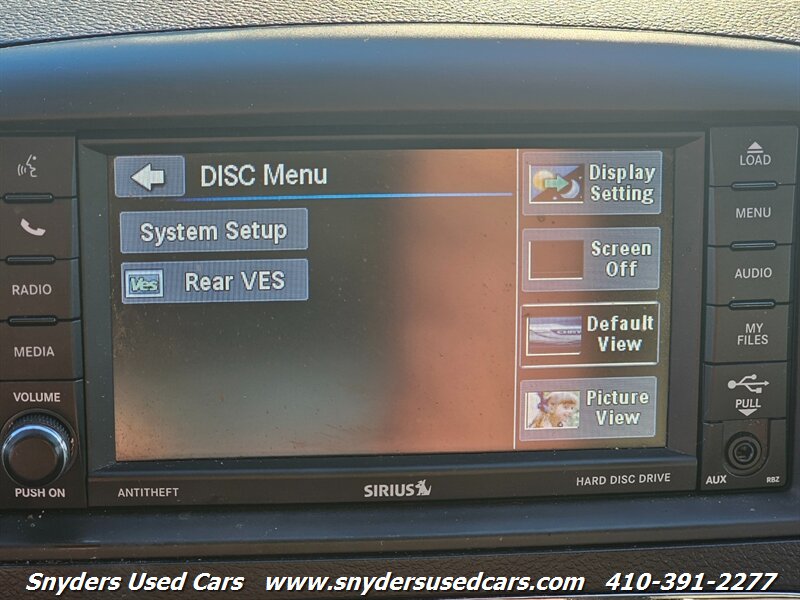 DISC Menu
System Setup
Ves Rear VES
Display
Setting
Screen
Off
Default
View
Picture
View
RADIO
MEDIA
VOLUME
PUSH ON
LOAD
MENU
AUDIO
MY
FILES
PULL
AUX
RBZ
ANTITHEFT
SIRIUS
HARD DISC DRIVE
Snyders Used Cars www.snydersusedcars.com 410-391-2277